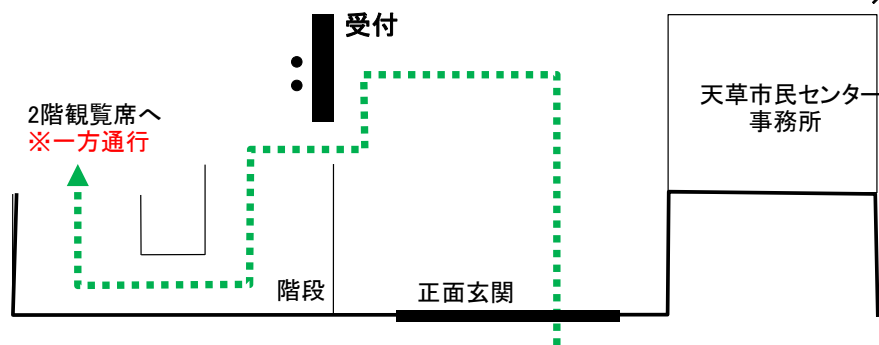 受付
2階観覧席へ
※一方通行
天草市民センター
事務所
階段
正面玄関